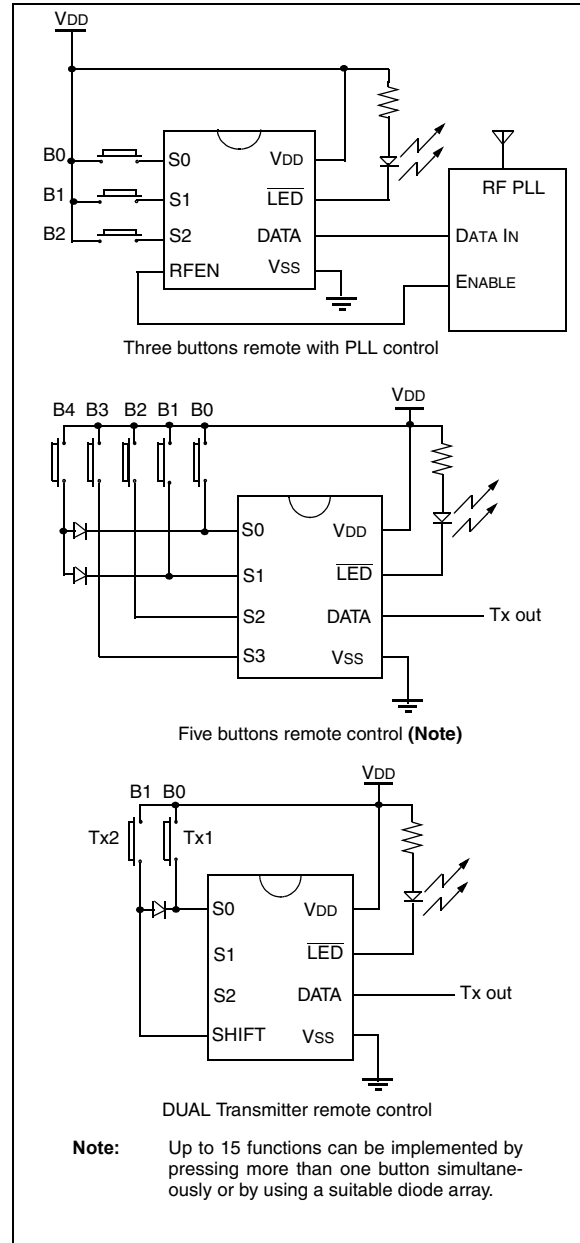 VDD
B0
S0
VDD
B1
S1
LED
RF PLL
B2
S2
DATA
DATA IN
RFEN
VSS
ENABLE
Three buttons remote with PLL control
VDD
B4 B3 B2 B1 B0
S0
VDD
S1
LED
S2
DATA
Tx out
S3
VSS
Five buttons remote control (Note)
VDD
B1 B0
Tx2
Tx1
S0
VDD
S1
LED
S2
DATA
Tx out
SHIFT
VSS
DUAL Transmitter remote control
Note: Up to 15 functions can be implemented by
pressing more than one button simultane-
ously or by using a suitable diode array.